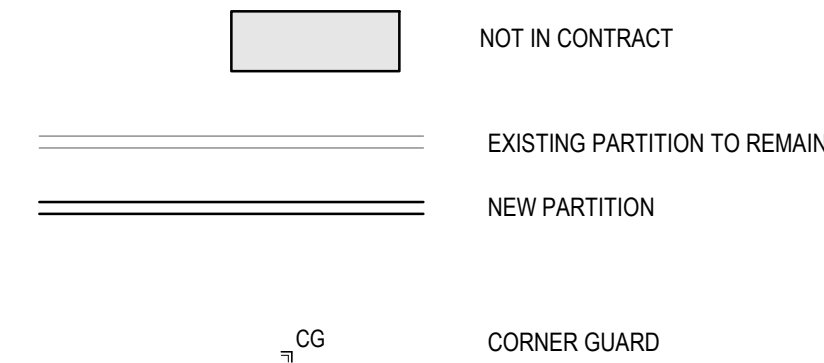 NOT IN CONTRACT
EXISTING PARTITION TO REMAIN
NEW PARTITION
CG CORNER GUARD